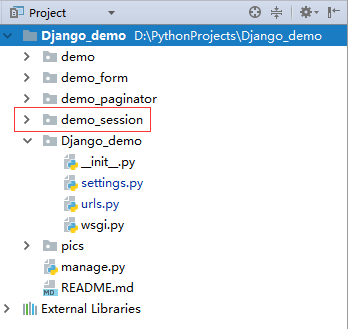 Project
Django_demo D:\PythonProjects\Django_demo
demo
demo_form
demo_paginator
demo_session
Django_demo
__init__.py
settings.py
urls.py
wsgi.py
pics
manage.py
MD README.md
External Libraries